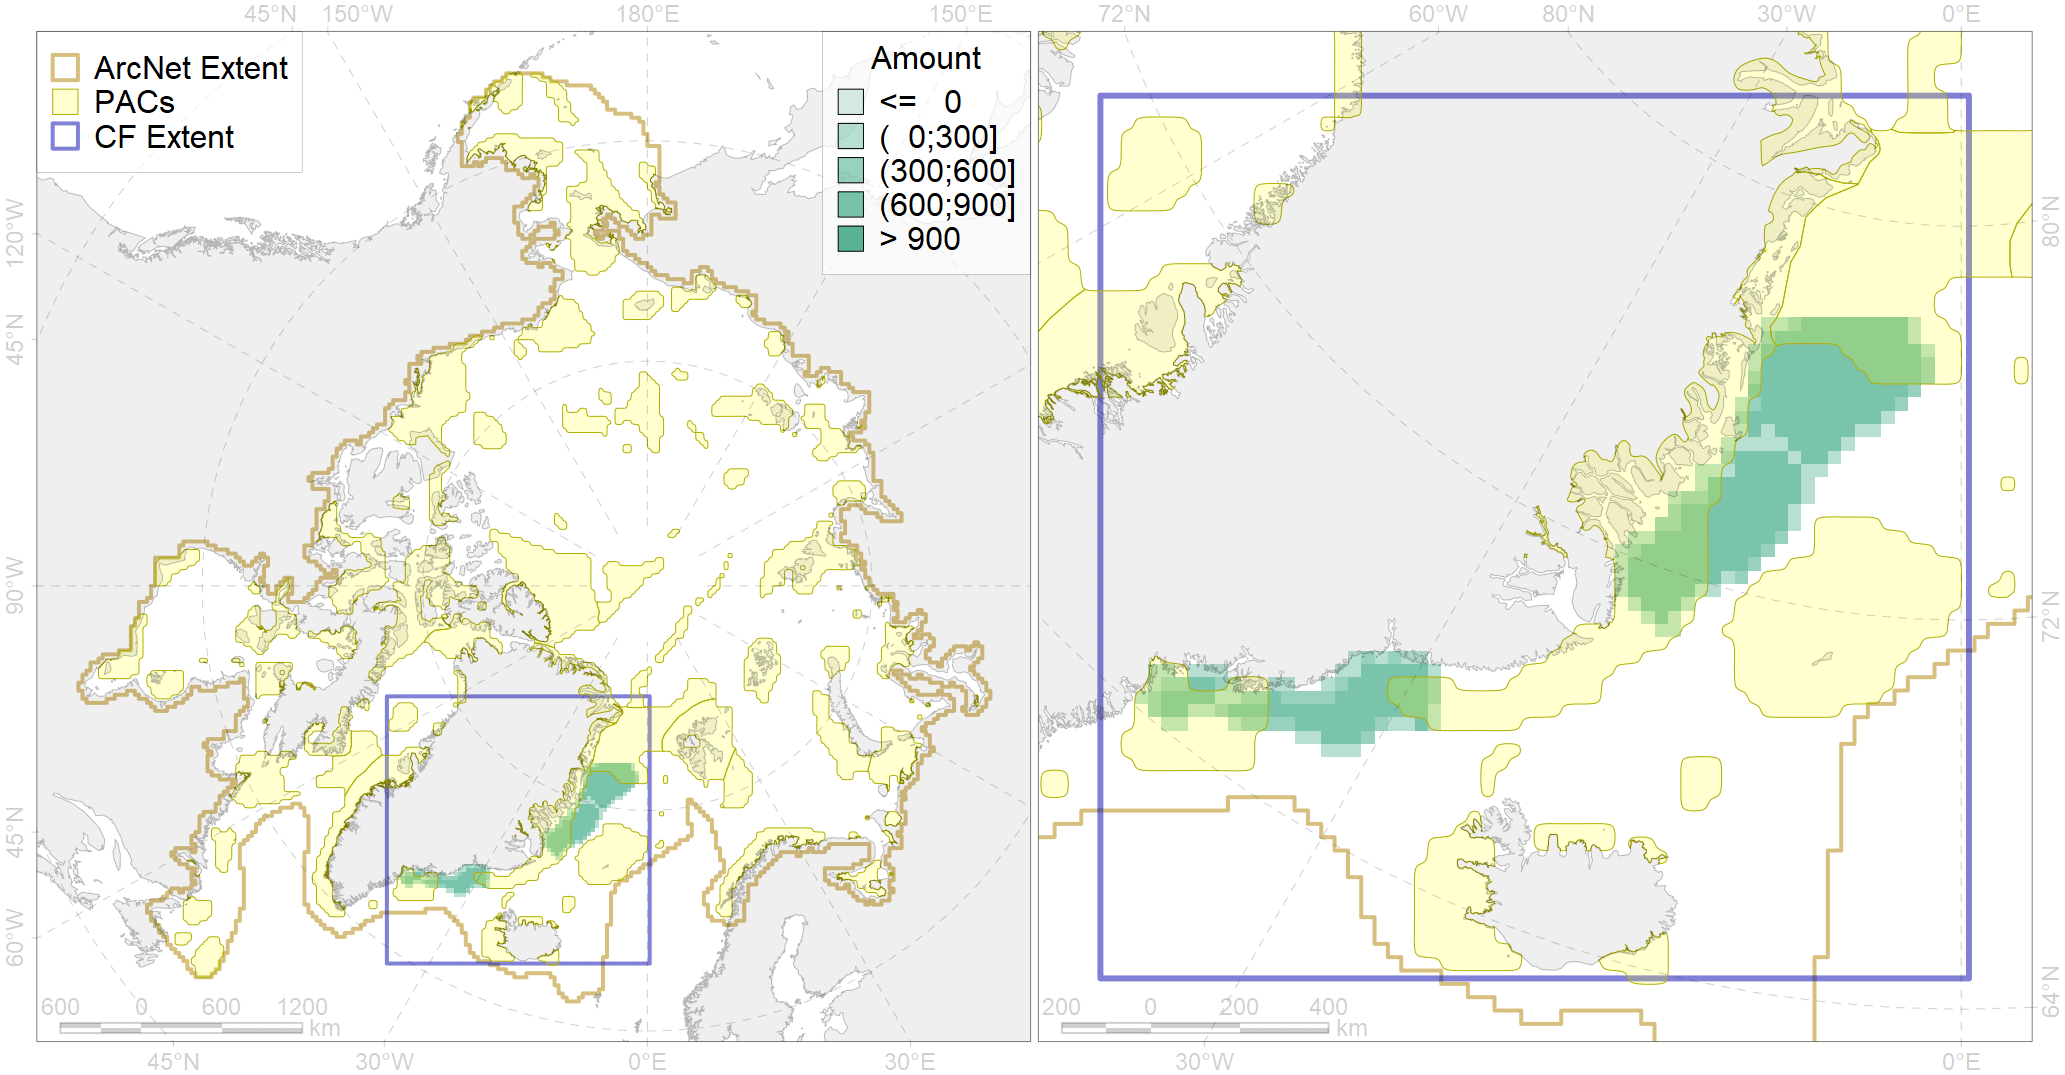 45°N 150°W 180°E 150°E 72°N 60°W 80°N 30°W 0°E
ArcNet Extent
PACs
CF Extent
Amount
<= 0
( 0;300]
(300;600]
(600;900]
> 900
120°W
45°N
90°W
45°N
60°W
80°N
72°N
64°N
600 0 600 1200
km
200 0 200 400
km
45°N 30°W 0°E 30°E 30°W 0°E